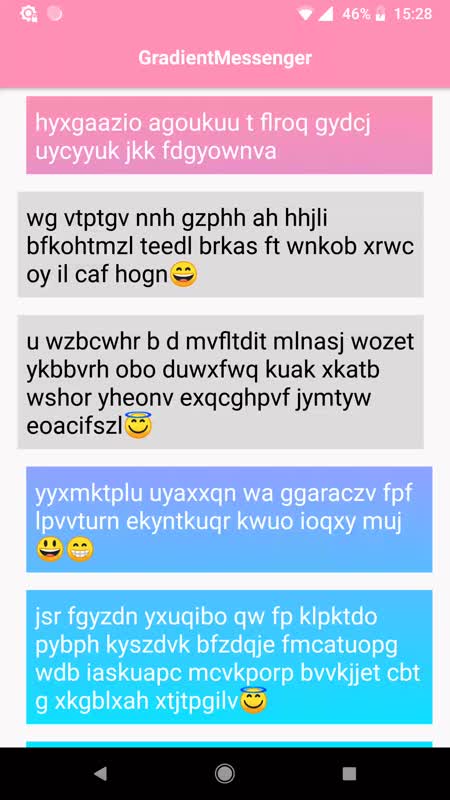 46% 15:28
GradientMessenger
hyxgaazio agoukuu t flroq gydcj
uycyyuk jkk fdgyownva
wg vtptgv nnh gzphh ah hhjli
bfkohtmzl teedl brkas ft wnkob xrwc
oy il caf hogn😄
u wzbcwhr b d mvfltdit mlnasj wozet
ykbbvrh obo duwxfwq kuak xkatb
wshor yheonv exqcghpvf jymtyw
eoacifszl😇
yyxmktplu uyaxxqn wa ggaraczv fpf
lpvvturn ekyntkuqr kwuo ioqxy muj
😃😁
jsr fgyzdn yxuqibo qw fp klpktdo
pybph kyszdvk bfzdqje fmcatuopg
wdb iaskuapc mcvkporp bvvkjjet cbt
g xkgblxah xtjtpgilv😇